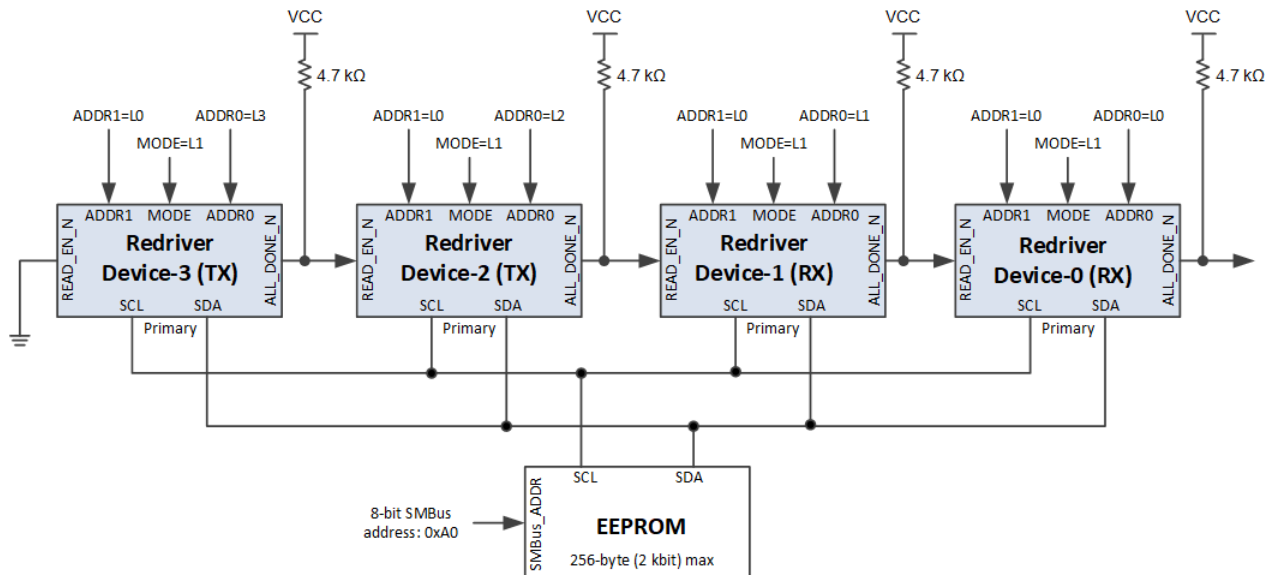 VCC
VCC
VCC
VCC
4.7 kΩ
4.7 kΩ
4.7 kΩ
4.7 kΩ
ADDR1=L0
ADDR0=L3
MODE=L1
ADDR1=L0
ADDR0=L2
MODE=L1
ADDR1=L0
ADDR0=L1
MODE=L1
ADDR1=L0
ADDR0=L0
MODE=L1
READ_EN_N
ADDR1 MODE ADDR0
Redriver
Device-3 (TX)
ALL_DONE_N
SCL SDA
Primary
READ_EN_N
ADDR1 MODE ADDR0
Redriver
Device-2 (TX)
ALL_DONE_N
SCL SDA
Primary
READ_EN_N
ADDR1 MODE ADDR0
Redriver
Device-1 (RX)
ALL_DONE_N
SCL SDA
Primary
READ_EN_N
ADDR1 MODE ADDR0
Redriver
Device-0 (RX)
ALL_DONE_N
SCL SDA
Primary
8-bit SMBus
address: 0xA0
SMBus_ADDR
SCL SDA
EEPROM
256-byte (2 kbit) max